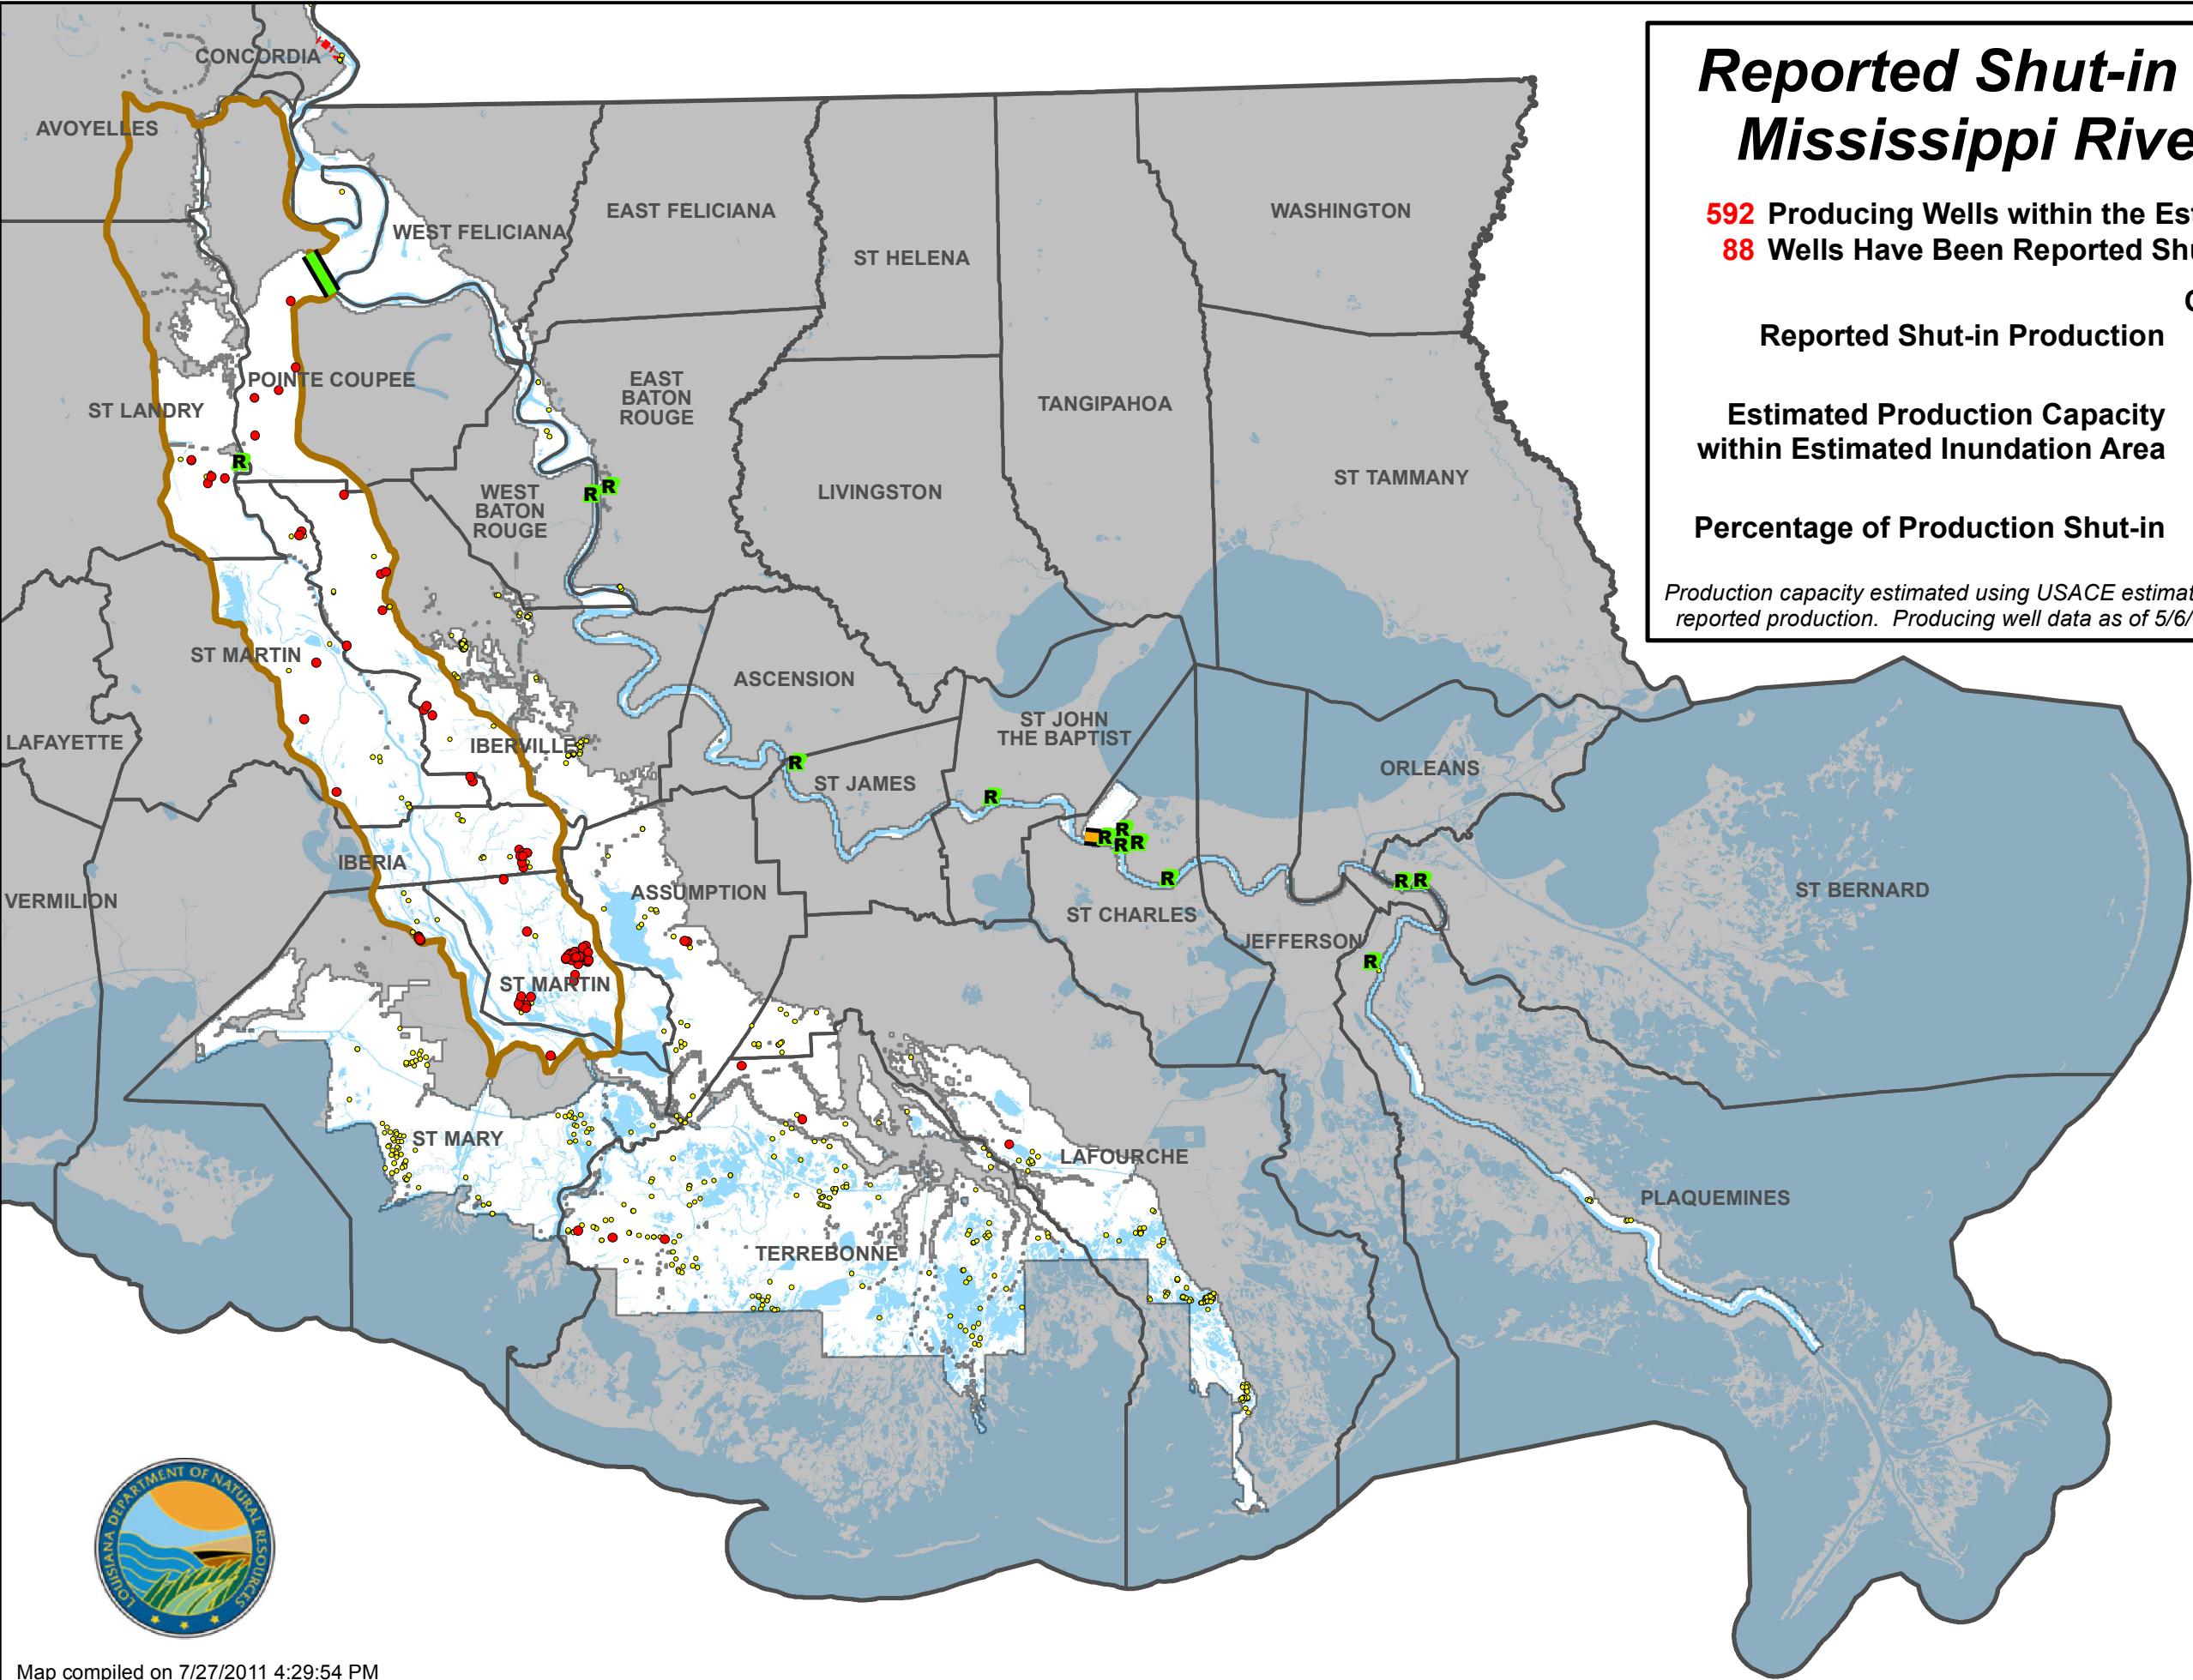 Reported Shut-in
Mississippi Rive
592 Producing Wells within the Est
88 Wells Have Been Reported Shu
Reported Shut-in Production
Estimated Production Capacity
within Estimated Inundation Area
Percentage of Production Shut-in
Production capacity estimated using USACE estimat
reported production. Producing well data as of 5/6/
CONCORDIA
AVOYELLES
WEST FELICIANA
EAST FELICIANA
ST HELENA
WASHINGTON
POINTE COUPEE
ST LANDRY
EAST
BATON
ROUGE
TANGIPAHOA
R
R
R
WEST
BATON
ROUGE
LIVINGSTON
ST TAMMANY
ST MARTIN
ASCENSION
LAFAYETTE
IBERVILLE
R
ST JAMES
ST JOHN
THE BAPTIST
R
ORLEANS
R
R
R
R
R
IBERIA
VERMILION
ASSUMPTION
ST CHARLES
R
R
ST BERNARD
JEFFERSON
R
ST MARTIN
ST MARY
LAFOURCHE
PLAQUEMINES
TERREBONNE
LOUISIANA DEPARTMENT OF NATURAL RESOURCES
Map compiled on 7/27/2011 4:29:54 PM